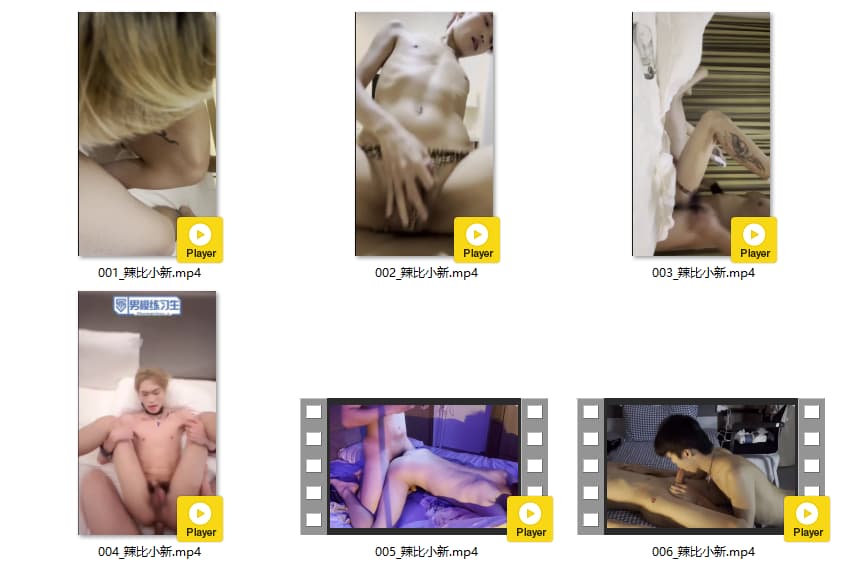 Player
Player
Player
001_辣比小新.mp4
002_辣比小新.mp4
003_辣比小新.mp4
男模练习生
Player
Player
Player
004_辣比小新.mp4
005_辣比小新.mp4
006_辣比小新.mp4